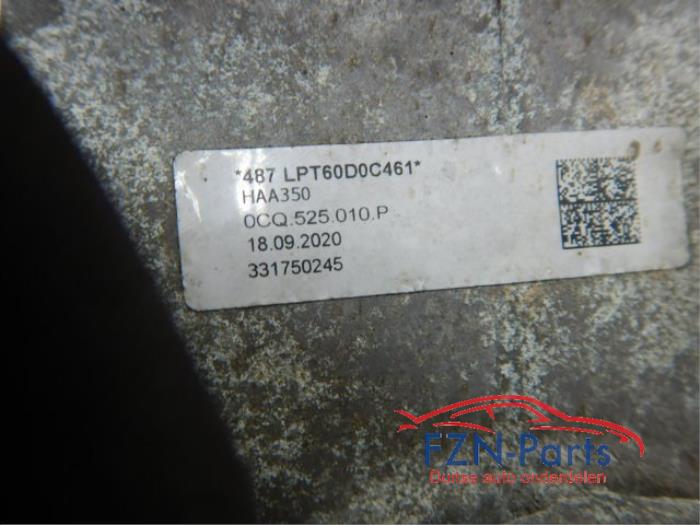 *487 LPT60D0C461*
HAA350
0CQ.525.010.P
18.09.2020
331750245
FZN-Parts
Duitse auto onderdelen